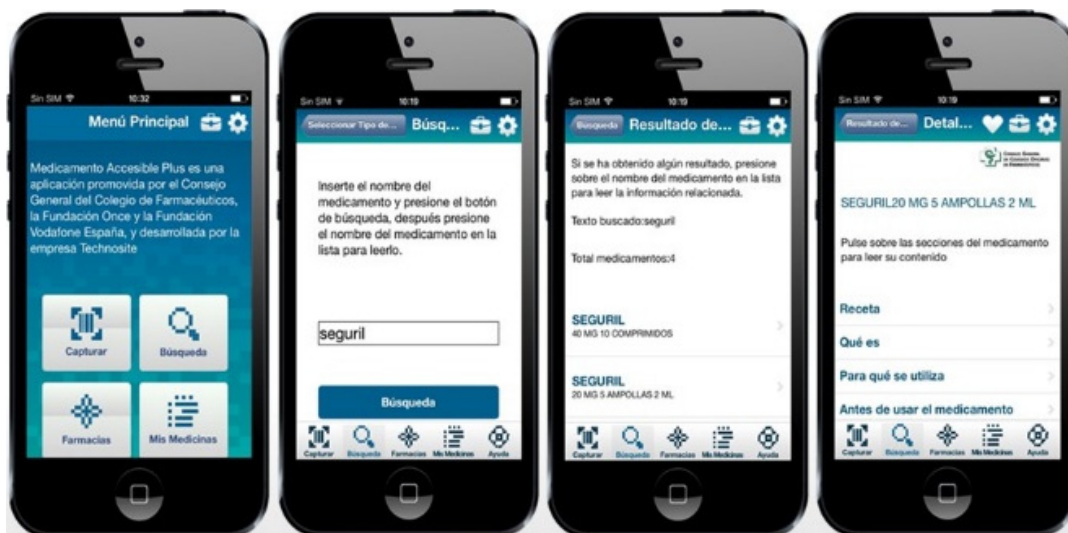 Sin SIM 10:32
Menú Principal
Medicamento Accesible Plus es una
aplicación promovida por el Consejo
General del Colegio de Farmacéuticos,
la Fundación Once y la Fundación
Vodafone España, y desarrollada por la
empresa Technosite
Capturar
Búsqueda
Farmacias
Mis Medicinas
Sin SIM 10:19
Seleccionar Tipo de...
Búsq...
Inserte el nombre del
medicamento y presione el botón
de búsqueda, después presione
el nombre del medicamento en la
lista para leerlo.
seguril
Búsqueda
Capturar Búsqueda Farmacias Mis Medicinas Ayuda
Sin SIM 10:19
Búsqueda
Resultado de...
Si se ha obtenido algún resultado, presione
sobre el nombre del medicamento en la lista
para leer la información relacionada.
Texto buscado:seguril
Total medicamentos:4
SEGURIL
40 MG 10 COMPRIMIDOS
SEGURIL
20 MG 5 AMPOLLAS 2 ML
Capturar Búsqueda Farmacias Mis Medicinas Ayuda
Sin SIM 10:19
Resultado de...
Detal...
SEGURIL20 MG 5 AMPOLLAS 2 ML
Pulse sobre las secciones del medicamento
para leer su contenido
Receta
Qué es
Para qué se utiliza
Antes de usar el medicamento
Capturar Búsqueda Farmacias Mis Medicinas Ayuda